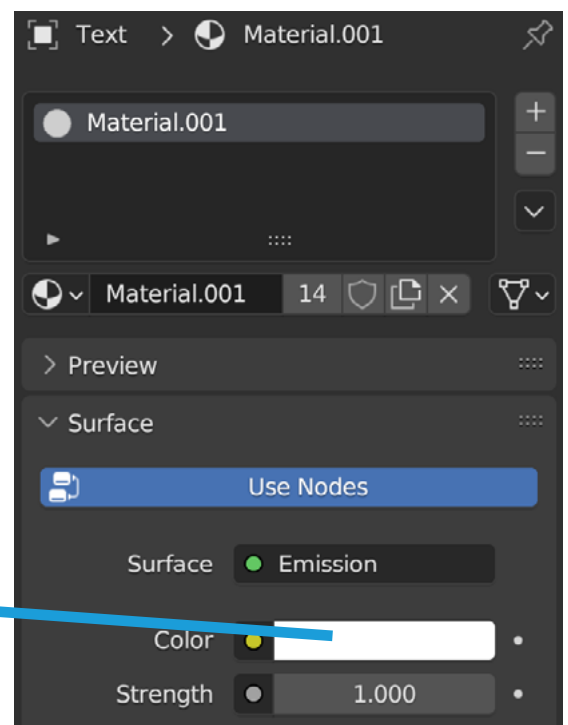 Text > Material.001
Material.001
Material.001 14
Preview
Surface
Use Nodes
Surface Emission
Color
Strength 1.000